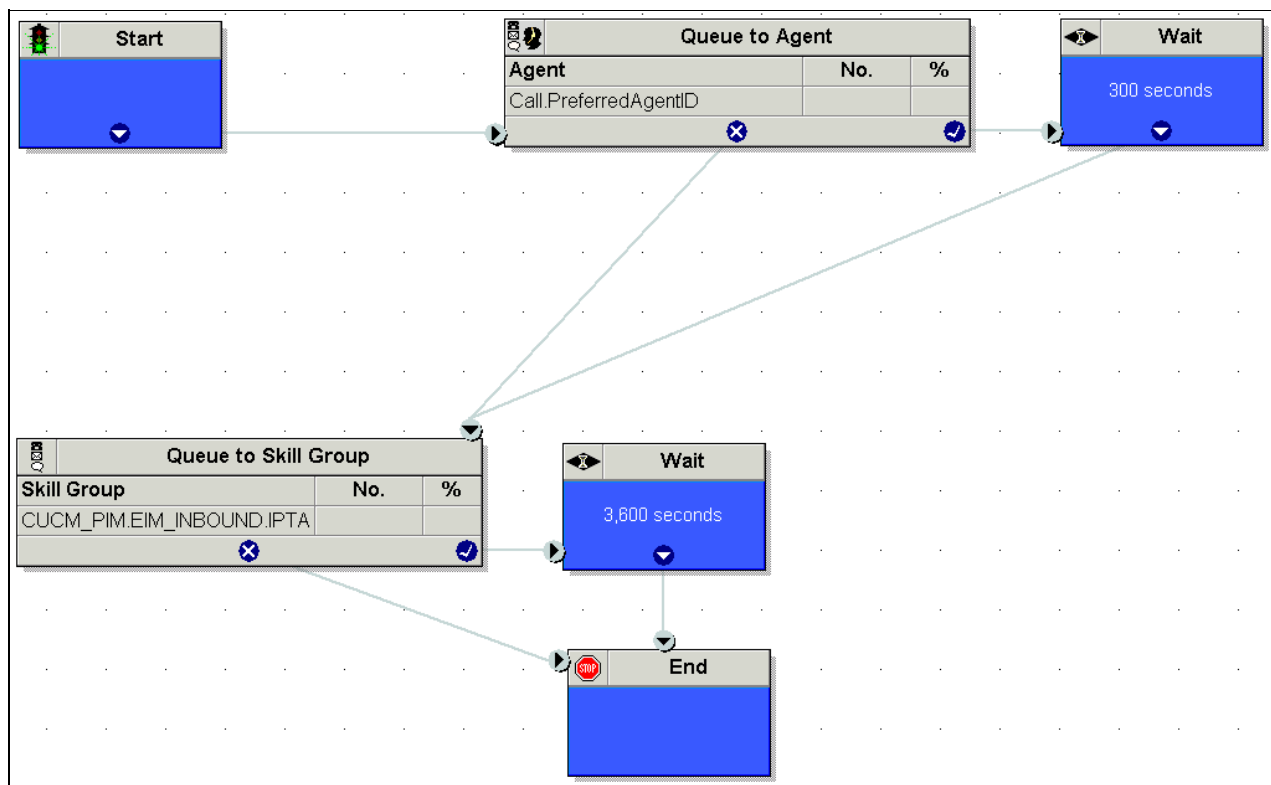 Start
Queue to Agent
Agent No. %
Call.PreferredAgentID
Wait
300 seconds
Queue to Skill Group
Skill Group No. %
CUCM_PIM.EIM_INBOUND.IPTA
Wait
3,600 seconds
STOP End